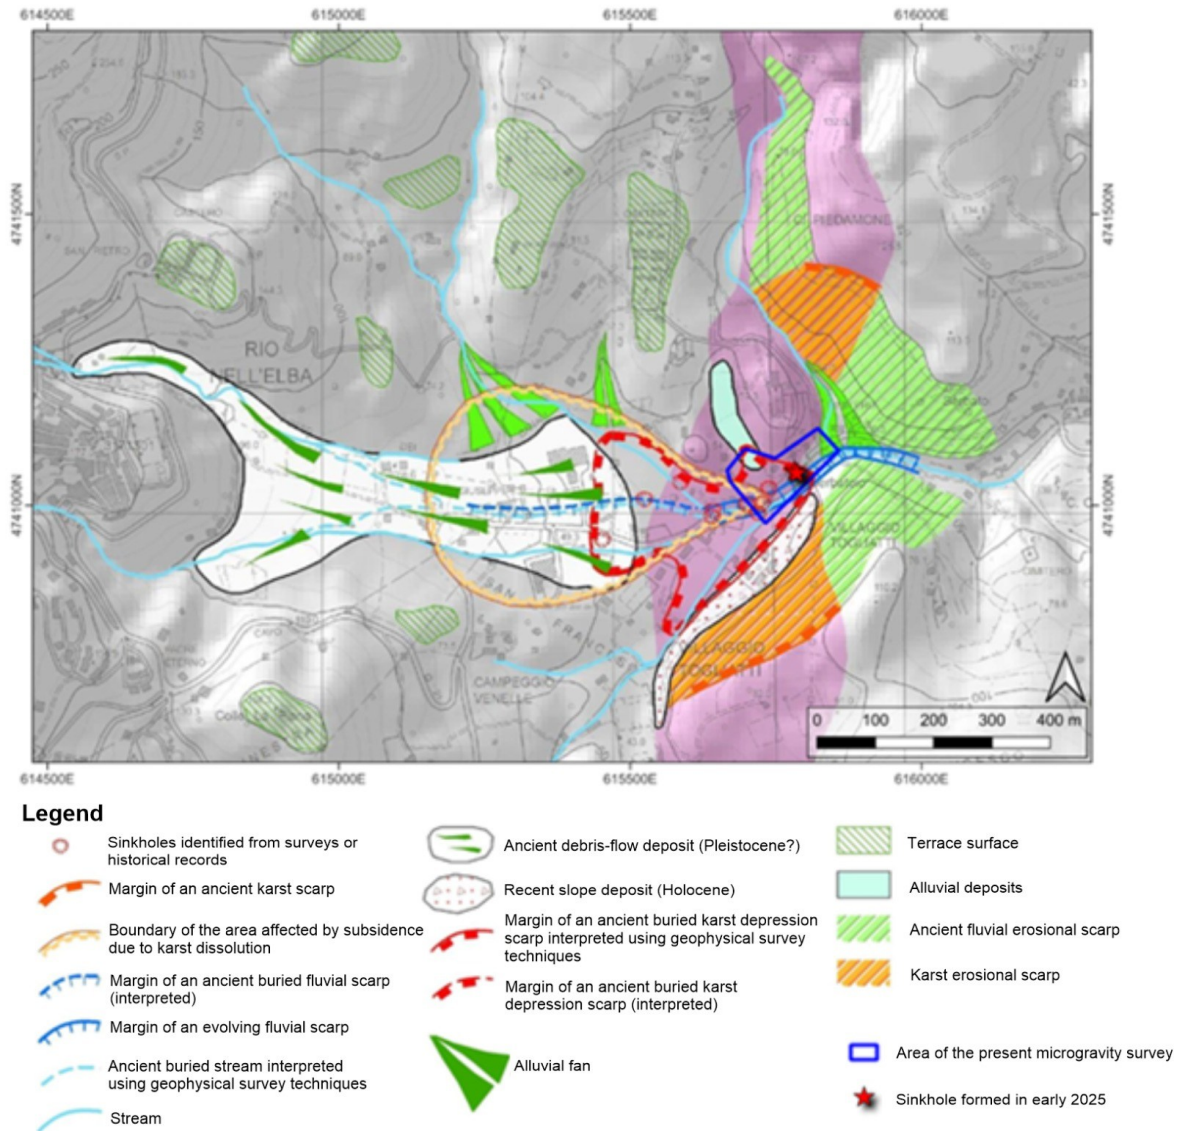 614500E
615000E
615500E
616000E
4741500N
4741500N
SAN PIETRO
PIEDAMONE
RIO
NELL'ELBA
4741000N
4741000N
VILLAGGIO
TOGLIATTI
SAN
FRANCESCO
CAVO
VILLAGGIO
TOGLIATTI
CAMPEGGIO
VENELLE
0 100 200 300 400 m
614500E
615000E
615500E
616000E
Legend
Sinkholes identified from surveys or
historical records
Margin of an ancient karst scarp
Boundary of the area affected by subsidence
due to karst dissolution
Margin of an ancient buried fluvial scarp
(interpreted)
Margin of an evolving fluvial scarp
Ancient buried stream interpreted
using geophysical survey techniques
Stream
Ancient debris-flow deposit (Pleistocene?)
Recent slope deposit (Holocene)
Margin of an ancient buried karst depression
scarp interpreted using geophysical survey
techniques
Margin of an ancient buried karst
depression scarp (interpreted)
Alluvial fan
Terrace surface
Alluvial deposits
Ancient fluvial erosional scarp
Karst erosional scarp
Area of the present microgravity survey
Sinkhole formed in early 2025